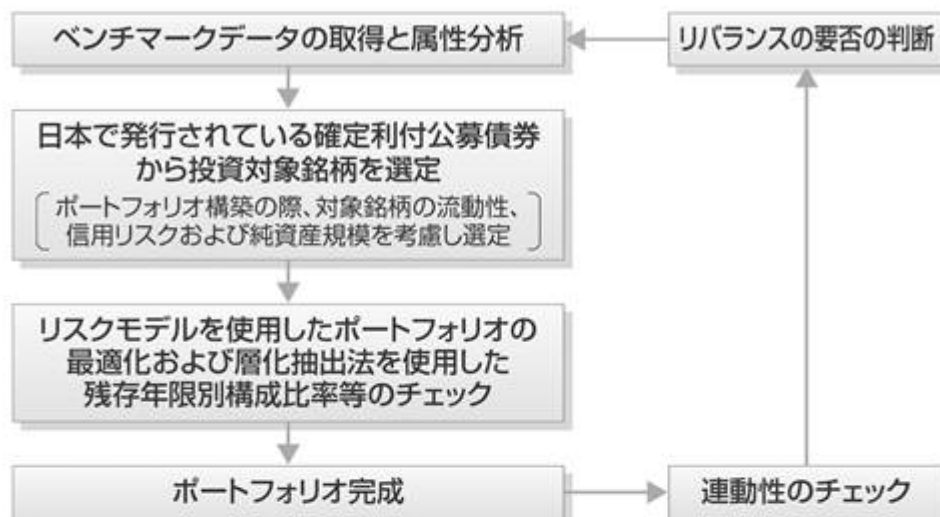 ベンチマークデータの取得と属性分析
リバランスの要否の判断
日本で発行されている確定利付公募債券
から投資対象銘柄を選定
ポートフォリオ構築の際、対象銘柄の流動性、
信用リスクおよび純資産規模を考慮し選定
リスクモデルを使用したポートフォリオの
最適化および層化抽出法を使用した
残存年限別構成比率等のチェック
ポートフォリオ完成
連動性のチェック